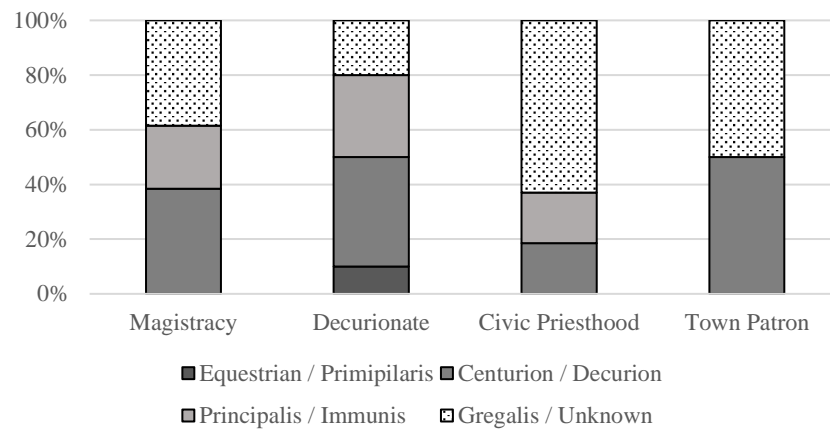 100%
80%
60%
40%
20%
0%
Magistracy Decurionate Civic Priesthood Town Patron
Equestrian / Primipilaris Centurion / Decurion
Principalis / Immunis Gregalis / Unknown